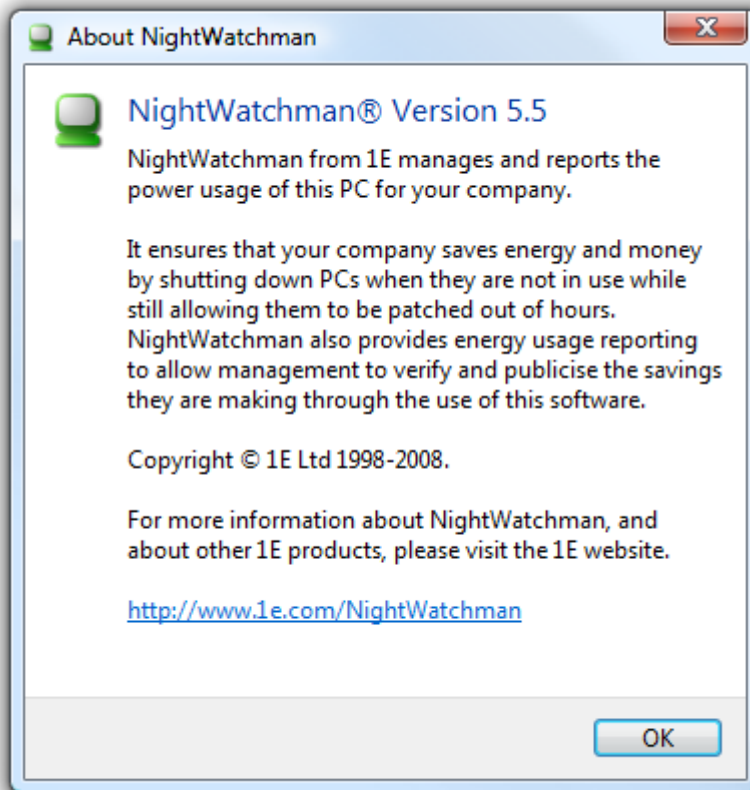 About NightWatchman
X
NightWatchman® Version 5.5
NightWatchman from 1E manages and reports the
power usage of this PC for your company.
It ensures that your company saves energy and money
by shutting down PCs when they are not in use while
still allowing them to be patched out of hours.
NightWatchman also provides energy usage reporting
to allow management to verify and publicise the savings
they are making through the use of this software.
Copyright © 1E Ltd 1998-2008.
For more information about NightWatchman, and
about other 1E products, please visit the 1E website.
http://www.1e.com/NightWatchman
OK